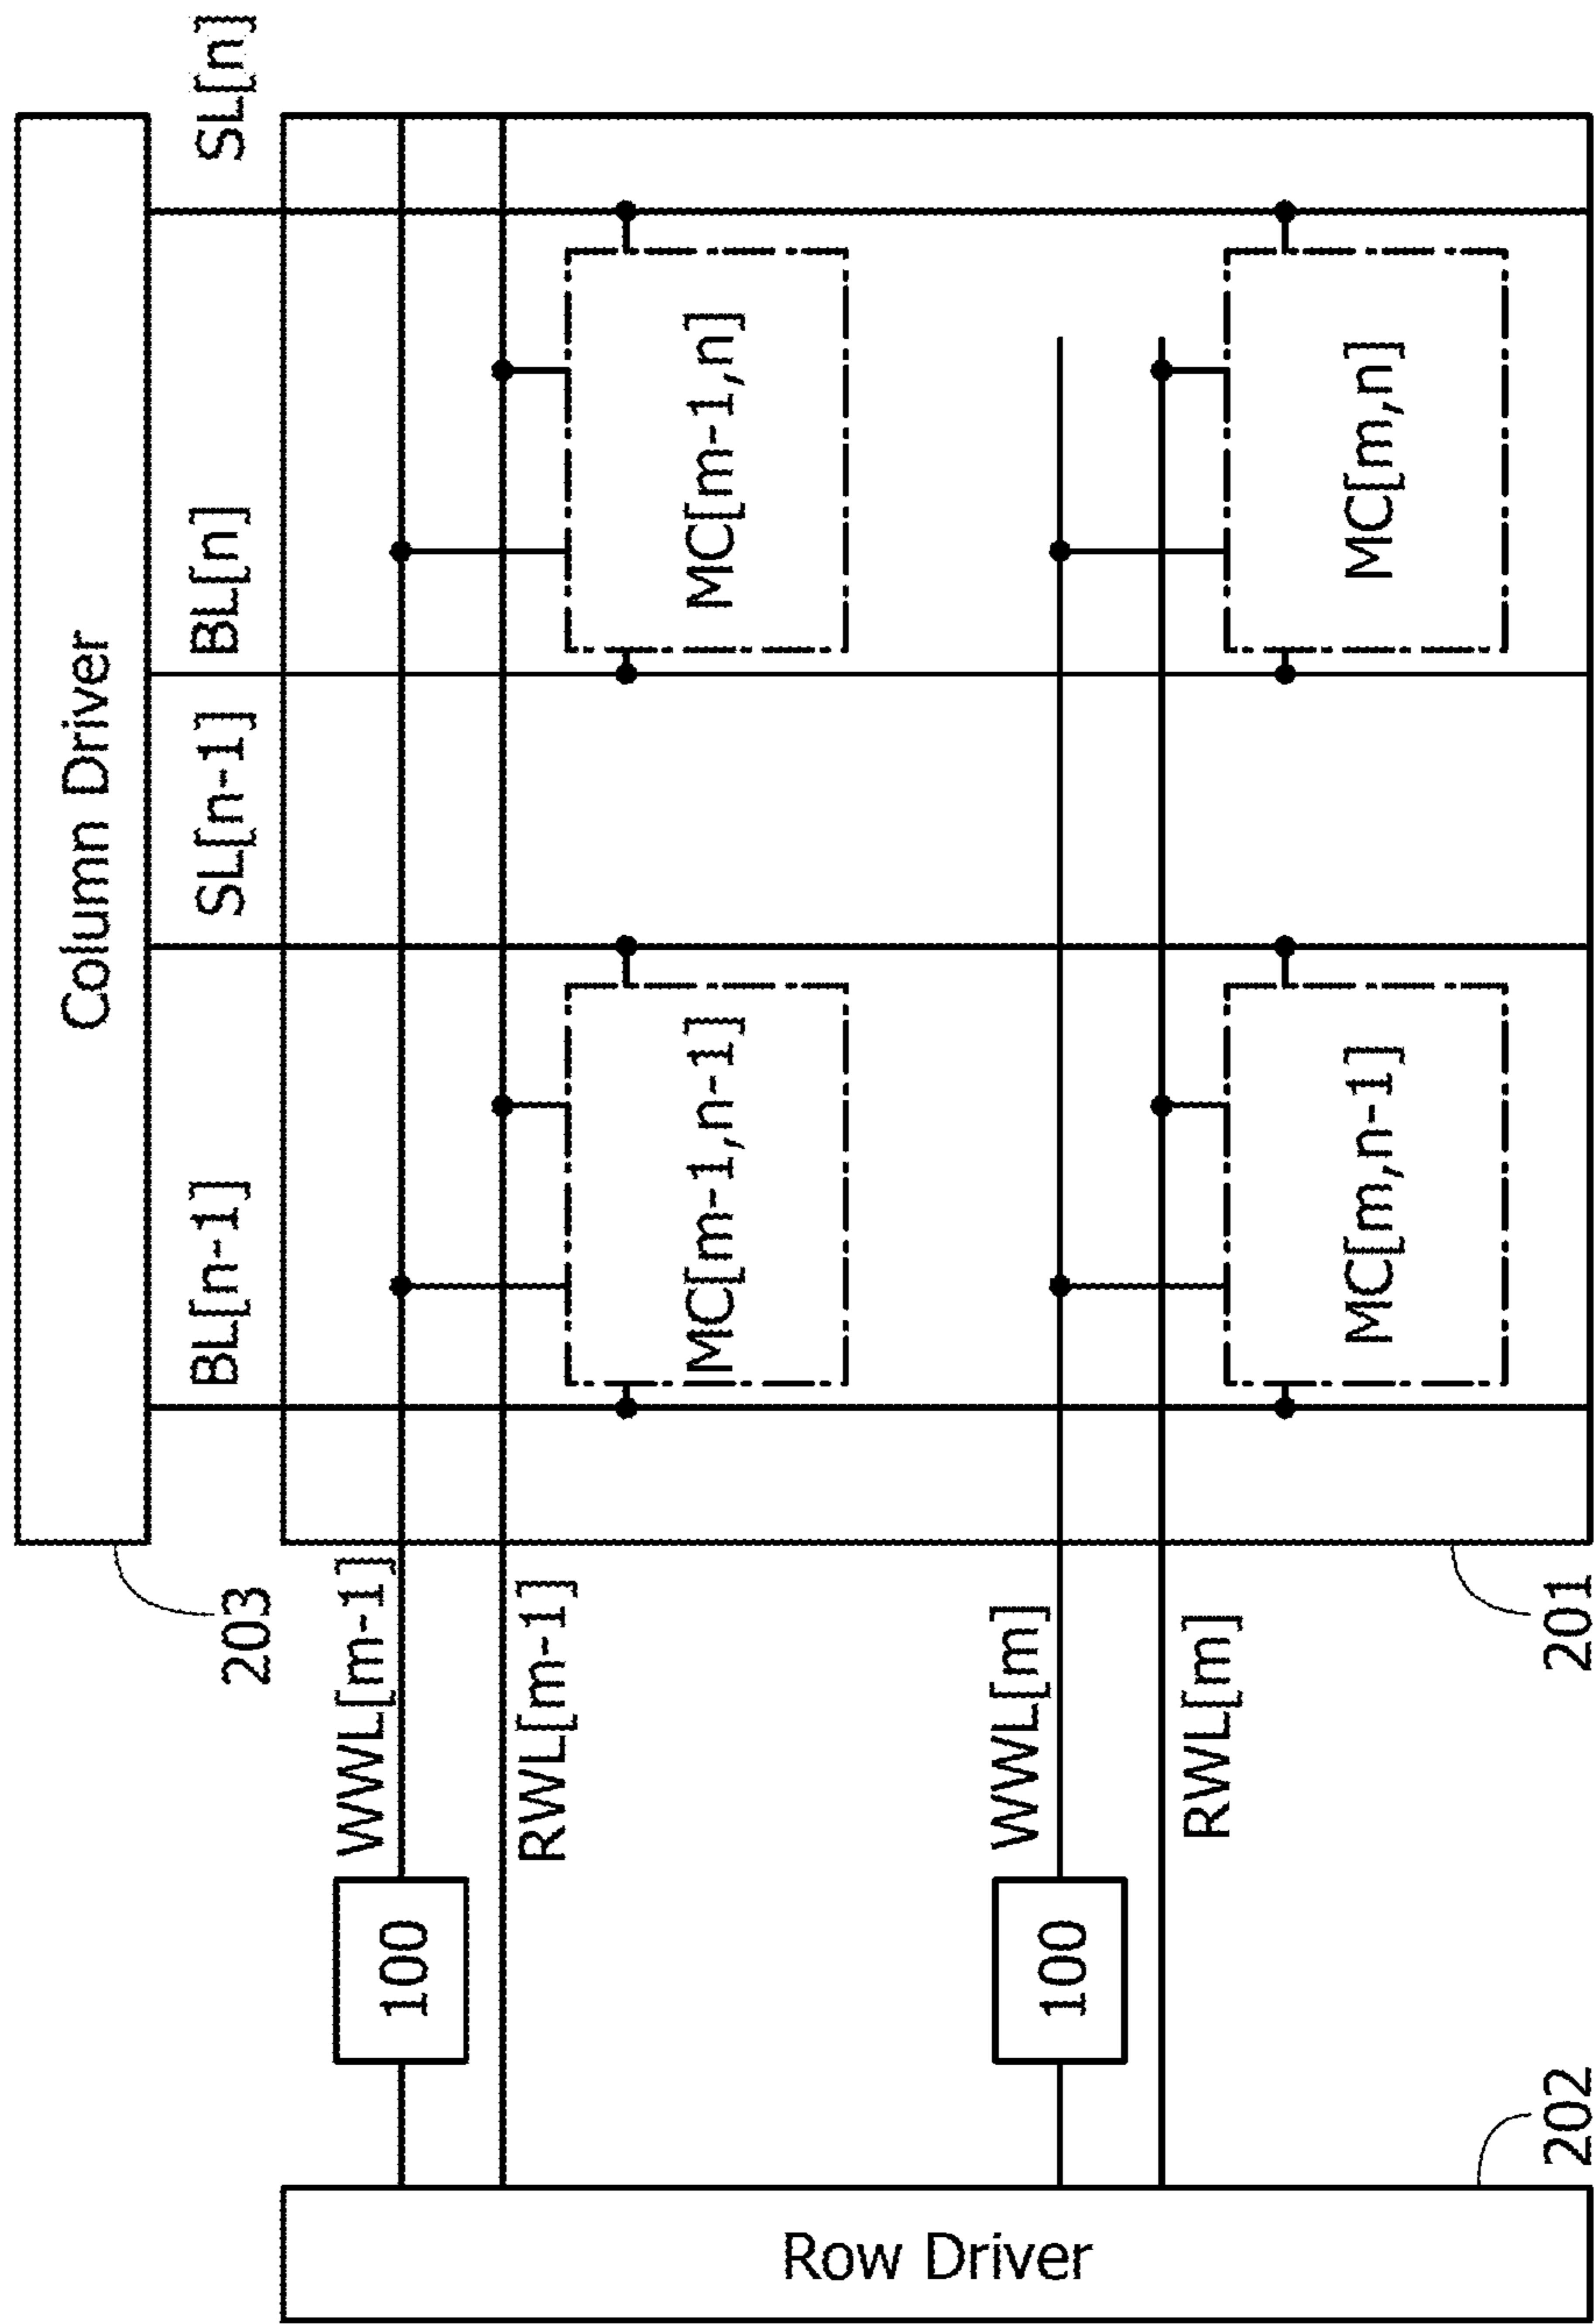 Column Driver
203
BL[n-1]
SL[n-1]
BL[n]
SL[n]
WWL[m-1]
100
RWL[m-1]
MC[m-1,n-1]
MC[m-1,n]
Row Driver
WWL[m]
100
RWL[m]
MC[m,n-1]
MC[m,n]
202
201